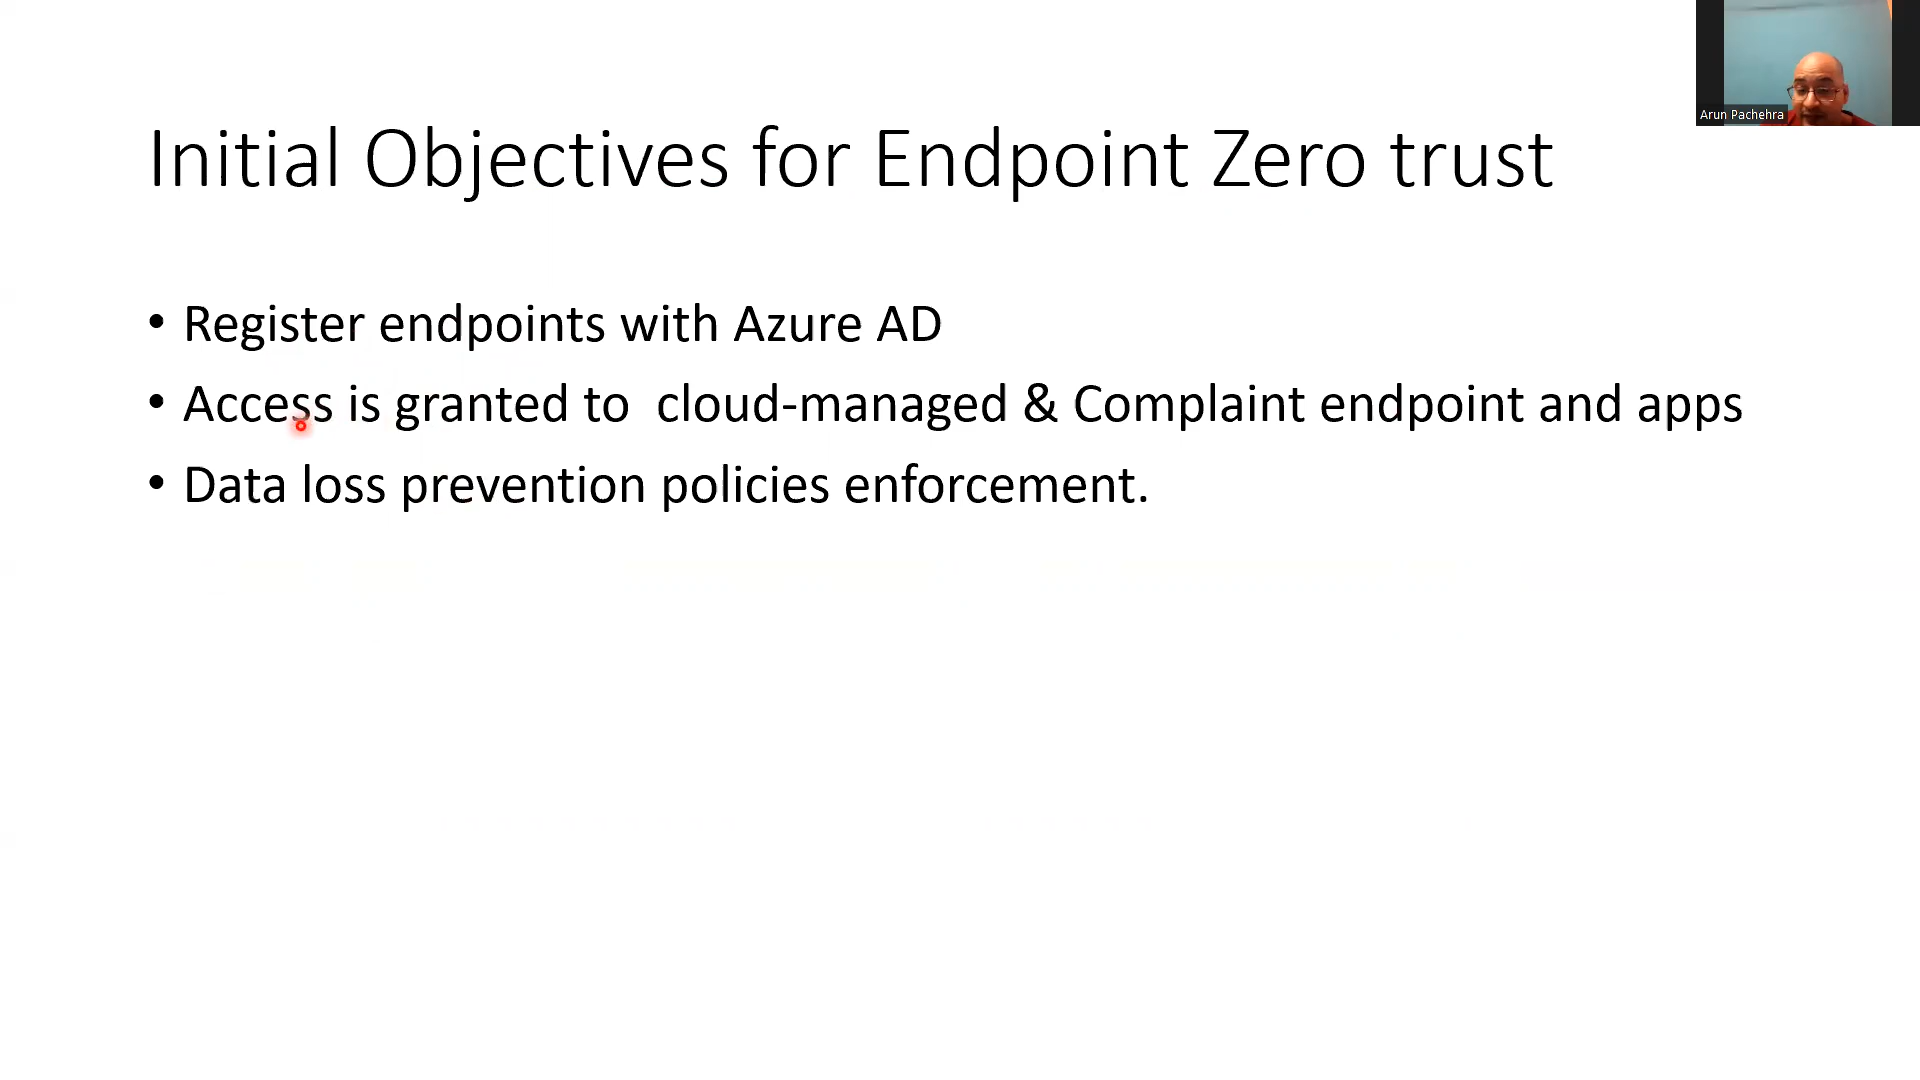 Arun Pachehra
Initial Objectives for Endpoint Zero trust
• Register endpoints with Azure AD
• Access is granted to  cloud-managed & Complaint endpoint and apps
• Data loss prevention policies enforcement.